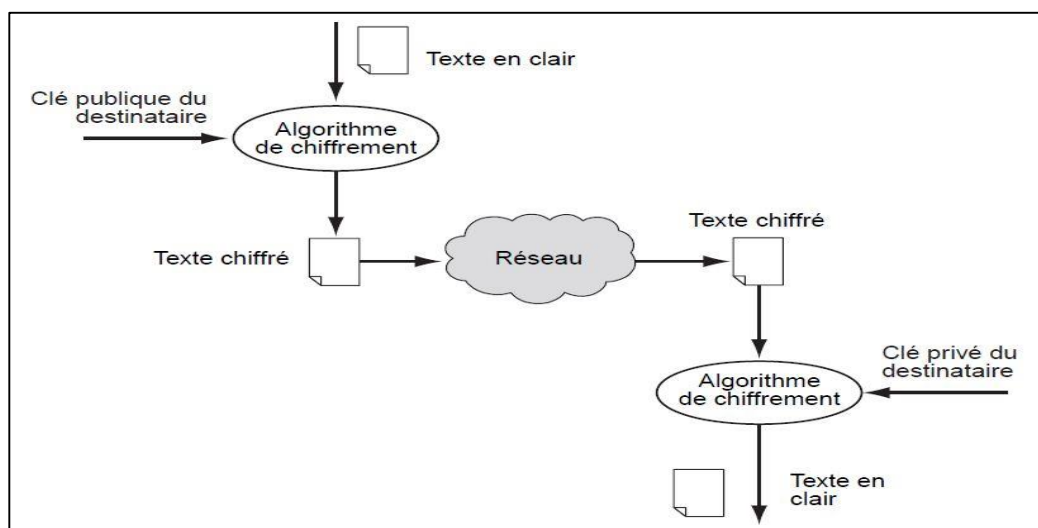 Texte en clair
Clé publique du
destinataire
Algorithme
de chiffrement
Texte chiffré
Réseau
Texte chiffré
Clé privé du
destinataire
Algorithme
de chiffrement
Texte en
clair